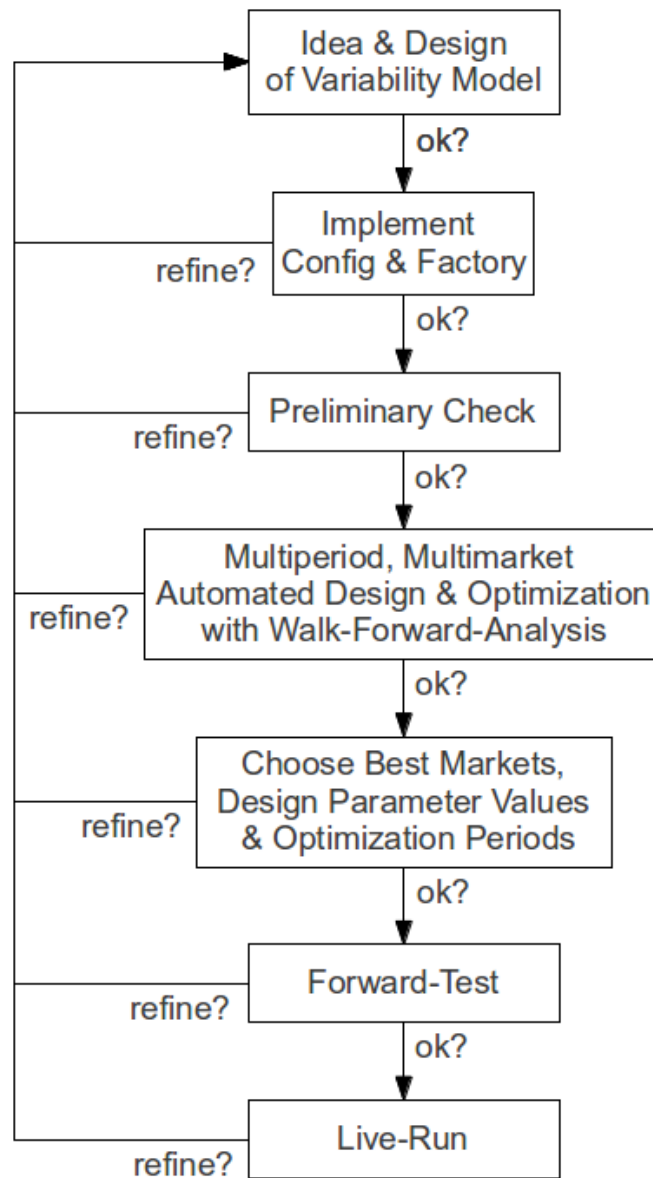 Idea & Design
of Variability Model
ok?
Implement
Config & Factory
refine?
ok?
Preliminary Check
refine?
ok?
Multiperiod, Multimarket
Automated Design & Optimization
with Walk-Forward-Analysis
refine?
ok?
Choose Best Markets,
Design Parameter Values
& Optimization Periods
refine?
ok?
Forward-Test
refine?
ok?
Live-Run
refine?